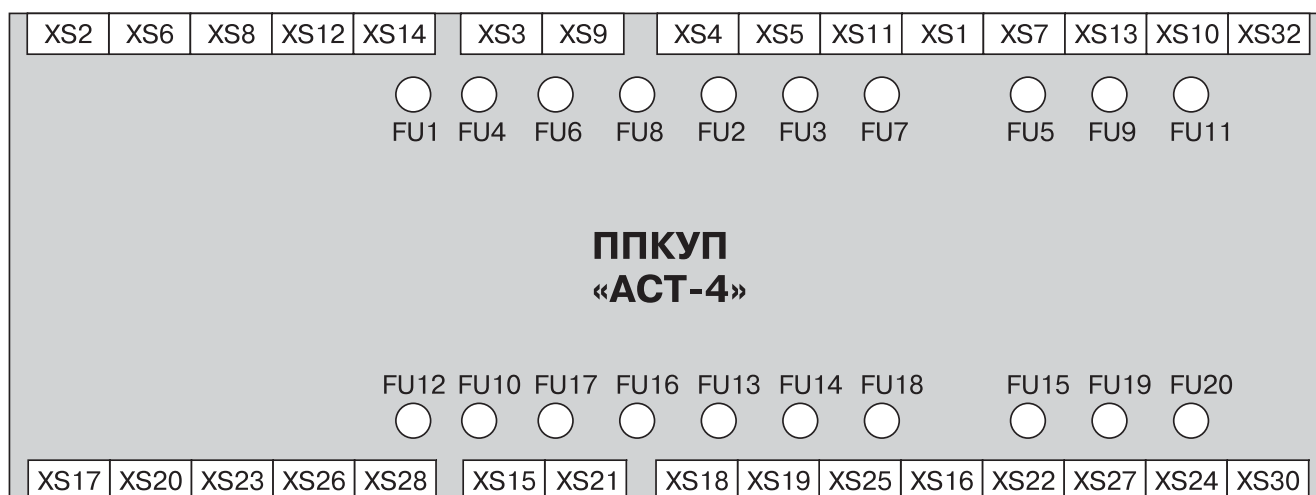 XS2 XS6 XS8 XS12 XS14 XS3 XS9 XS4 XS5 XS11 XS1 XS7 XS13 XS10 XS32
FU1 FU4 FU6 FU8 FU2 FU3 FU7 FU5 FU9 FU11
ППКУП
«АСТ-4»
FU12 FU10 FU17 FU16 FU13 FU14 FU18 FU15 FU19 FU20
XS17 XS20 XS23 XS26 XS28 XS15 XS21 XS18 XS19 XS25 XS16 XS22 XS27 XS24 XS30